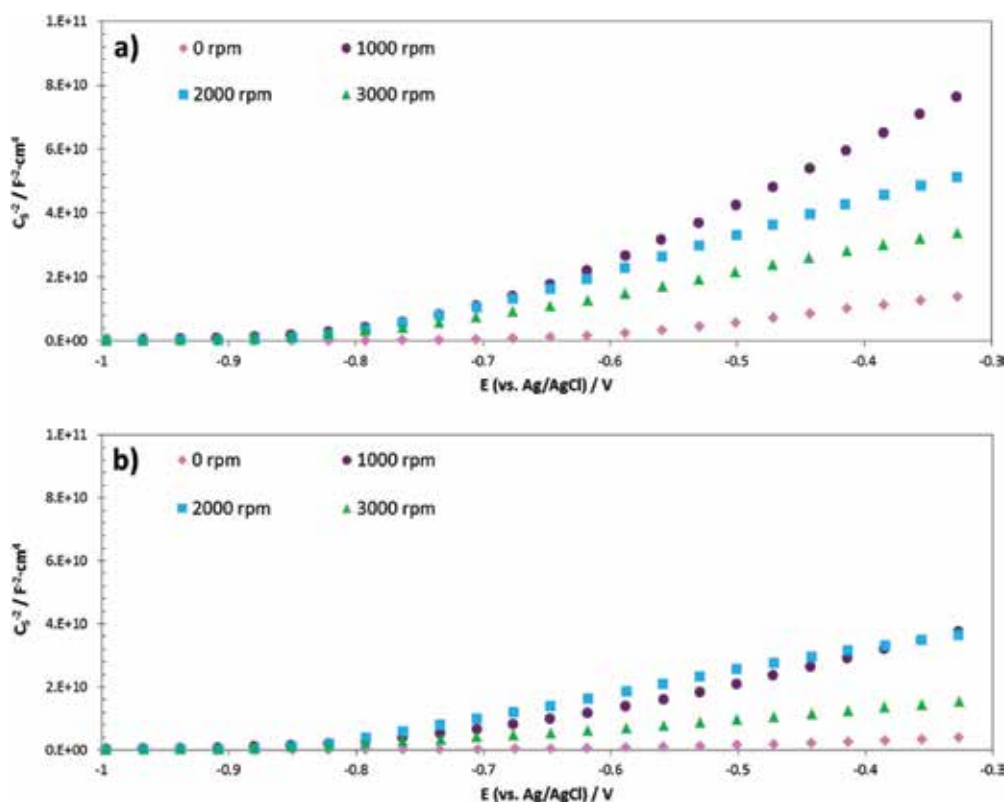 a)
0 rpm 1000 rpm
2000 rpm 3000 rpm
1.E+11
8.E+10
6.E+10
4.E+10
2.E+10
0.E+00
Cs⁻² / F⁻²·cm⁴
-1 -0.9 -0.8 -0.7 -0.6 -0.5 -0.4 -0.3
E (vs. Ag/AgCl) / V
b)
0 rpm 1000 rpm
2000 rpm 3000 rpm
1.E+11
8.E+10
6.E+10
4.E+10
2.E+10
0.E+00
Cs⁻² / F⁻²·cm⁴
-1 -0.9 -0.8 -0.7 -0.6 -0.5 -0.4 -0.3
E (vs. Ag/AgCl) / V